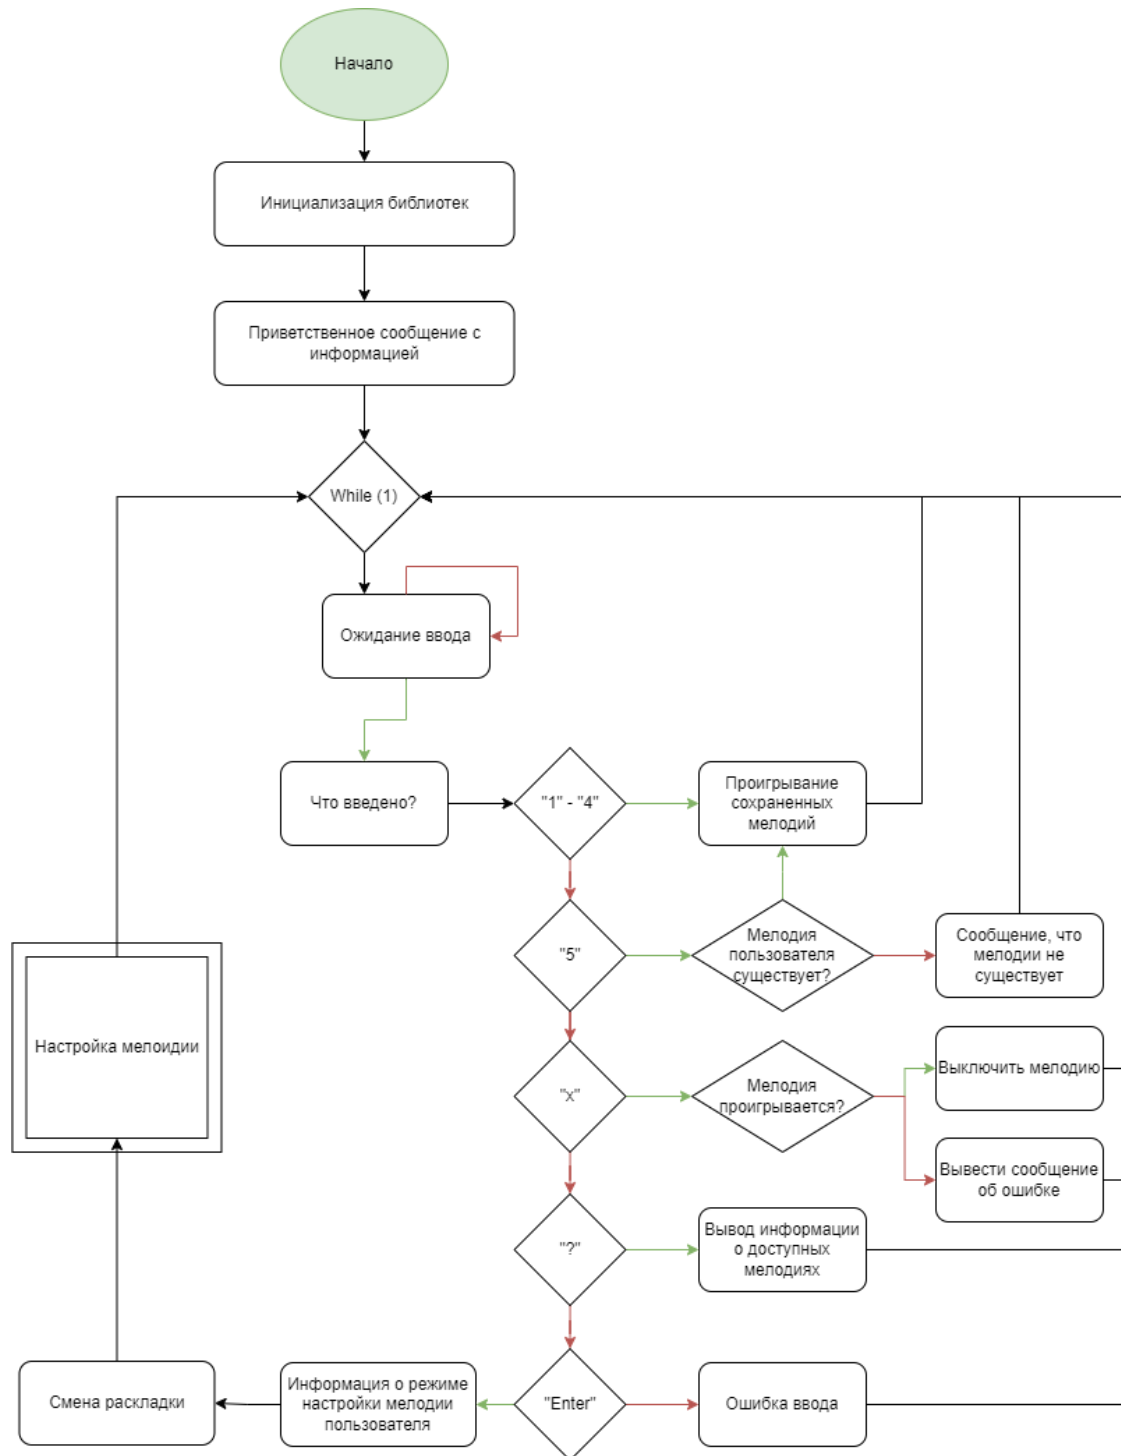 Начало
Инициализация библиотек
Приветственное сообщение с
информацией
While (1)
Ожидание ввода
Что введено?
"1" - "4"
Проигрывание
сохраненных
мелодий
"5"
Мелодия
пользователя
существует?
Сообщение, что
мелодии не
существует
Настройка мелоидии
"x"
Мелодия
проигрывается?
Выключить мелодию
Вывести сообщение
об ошибке
"?"
Вывод информации
о доступных
мелодиях
Смена раскладки
Информация о режиме
настройки мелодии
пользователя
"Enter"
Ошибка ввода